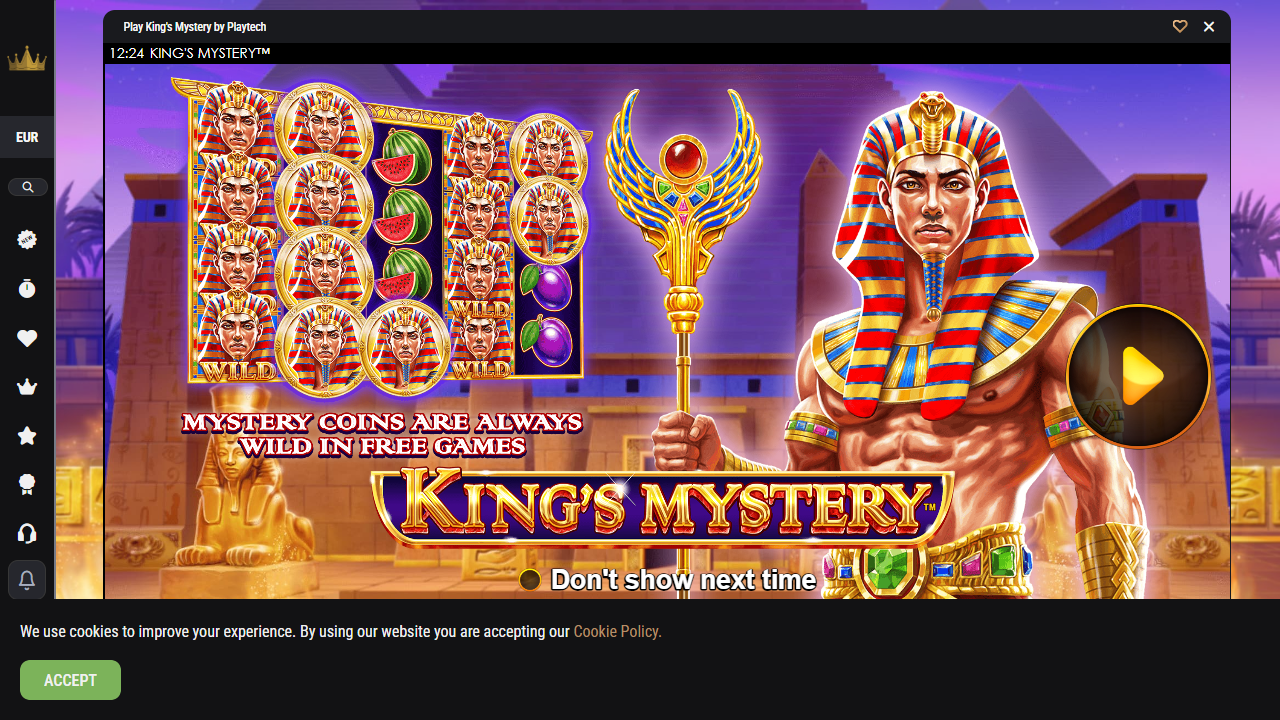 Play King's Mystery by Playtech
12:24 KING'S MYSTERY™
EUR
NEW
WILD
WILD
WILD
MYSTERY COINS ARE ALWAYS
WILD IN FREE GAMES
KING'S MYSTERY™
Don't show next time
We use cookies to improve your experience. By using our website you are accepting our Cookie Policy.
ACCEPT